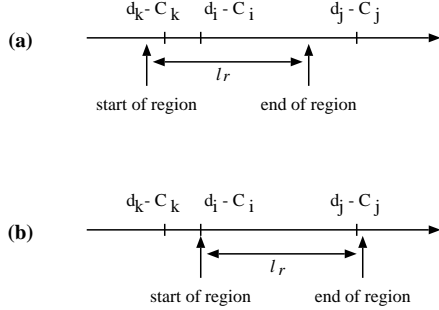 d_k - C_k d_i - C_i d_j - C_j
(a)
l_r
start of region end of region
d_k - C_k d_i - C_i d_j - C_j
(b)
l_r
start of region end of region